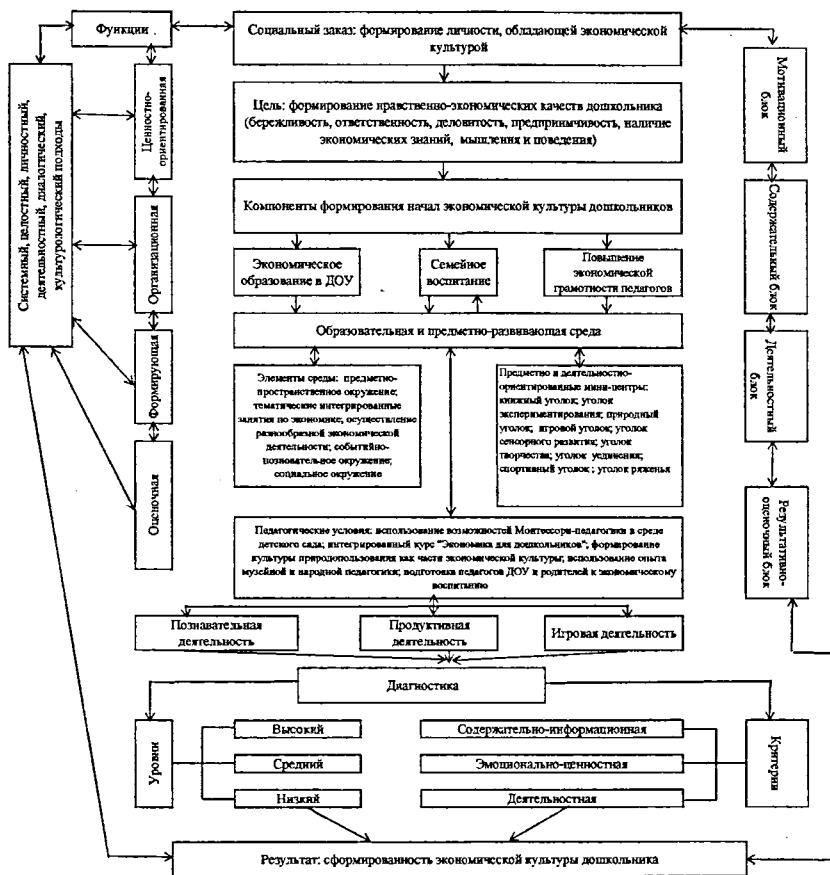 Функции
Социальный заказ: формирование личности, обладающей экономической
культурой
Системный, целостный, личностный,
деятельностный, диалогический,
культурологический подходы
Ценностно-
ориентированная
Организационная
Формирующая
Оценочная
Цель: формирование нравственно-экономических качеств дошкольника
(бережливость, ответственность, деловитость, предприимчивость, наличие
экономических знаний, мышления и поведения)
Компоненты формирования начал экономической культуры дошкольников
Экономическое
образование в ДОУ
Семейное
воспитание
Повышение
экономической
грамотности педагогов
Образовательная и предметно-развивающая среда
Элементы среды: предметно-
пространственное окружение;
тематические интегрированные
занятия по экономике; осуществление
разнообразной экономической
деятельности; событийно-
познавательное окружение;
социальное окружение
Предметно и деятельностно-
ориентированные мини-центры:
книжный уголок; уголок
экспериментирования; природный
уголок; игровой уголок; уголок
сенсорного развития; уголок
творчества; уголок уединения;
спортивный уголок; уголок ряженья
Педагогические условия: использование возможностей Монтессори-педагогики в среде
детского сада; интегрированный курс "Экономика для дошкольников"; формирование
культуры природопользования как части экономической культуры; использование опыта
музейной и народной педагогики; подготовка педагогов ДОУ и родителей к экономическому
воспитанию
Познавательная
деятельность
Продуктивная
деятельность
Игровая деятельность
Диагностика
Уровни
Высокий
Средний
Низкий
Содержательно-информационная
Эмоционально-ценностная
Деятельностная
Критерии
Результат: сформированность экономической культуры дошкольника
Мотивационный
блок
Содержательный блок
Деятельностный
блок
Результативно-
оценочный блок